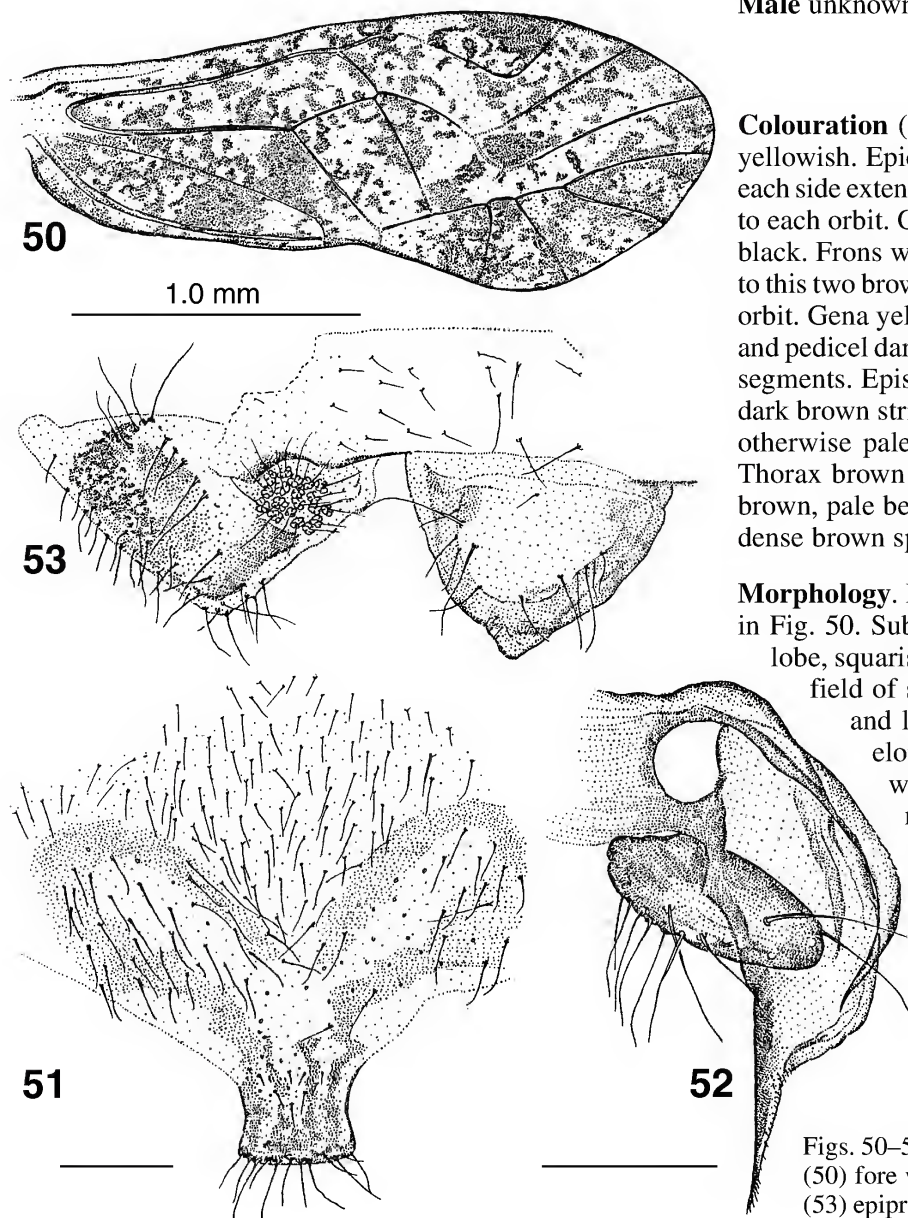 Male unknown
Colouration (
yellowish. Epic
each side exten
to each orbit. C
black. Frons w
to this two brow
orbit. Gena yel
and pedicel dar
segments. Epis
dark brown stri
otherwise pale
Thorax brown
brown, pale be
dense brown sp
Morphology.
in Fig. 50. Sub
lobe, squaris
field of s
and l
elo
w
50
1.0 mm
53
51
52
Figs. 50–5
(50) fore w
(53) epipr